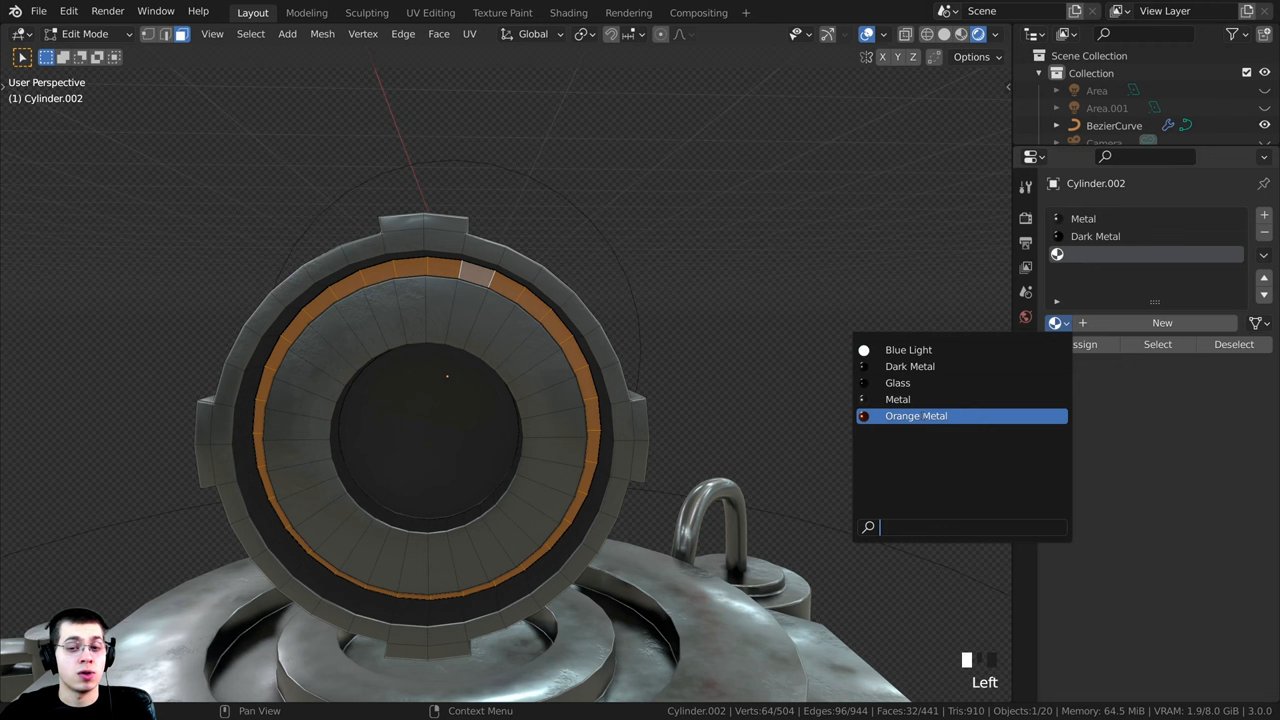 File Edit Render Window Help Layout Modeling Sculpting UV Editing Texture Paint Shading Rendering Compositing + Scene View Layer
Edit Mode View Select Add Mesh Vertex Edge Face UV Global
X Y Z Options
User Perspective
(1) Cylinder.002
Scene Collection
Collection
Area
Area.001
BezierCurve
Camera
Cylinder.002
Metal
Dark Metal
New
ssign Select Deselect
Blue Light
Dark Metal
Glass
Metal
Orange Metal
Left
Pan View Context Menu Cylinder.002 | Verts:64/504 | Edges:96/944 | Faces:32/441 | Tris:910 | Objects:1/20 | Memory: 64.5 MiB | VRAM: 1.9/8.0 GiB | 3.0.0